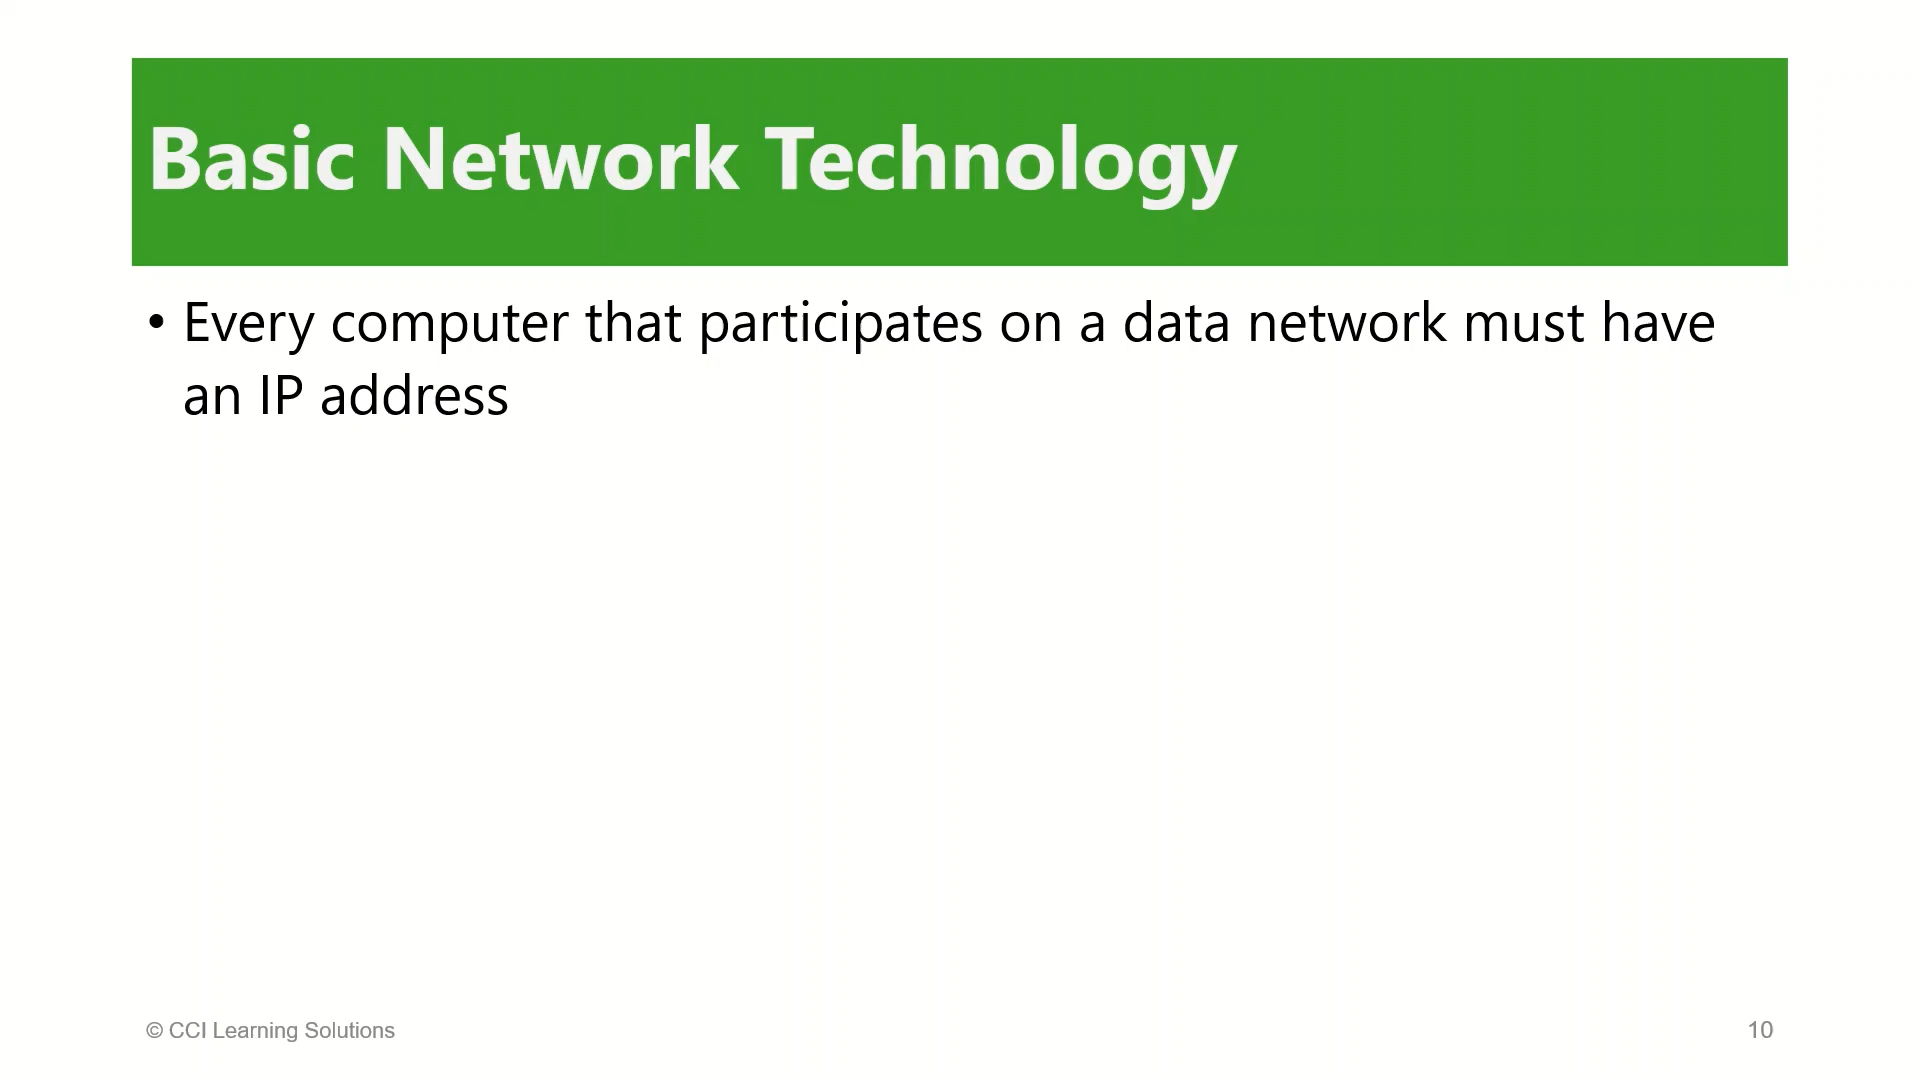 Basic Network Technology
• Every computer that participates on a data network must have
an IP address
© CCI Learning Solutions
10